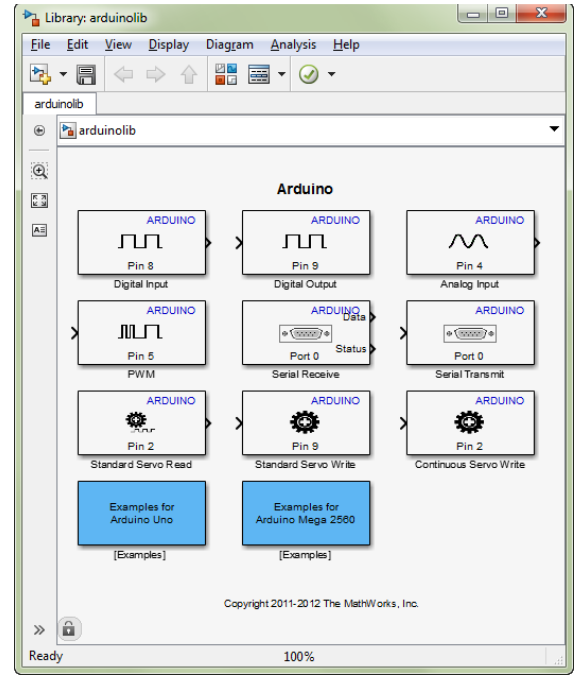 Library: arduinolib
File Edit View Display Diagram Analysis Help
arduinolib
arduinolib
Arduino
ARDUINO ARDUINO ARDUINO
Pin 8 Pin 9 Pin 4
Digital Input Digital Output Analog Input
ARDUINO ARDUINO Data ARDUINO
Status
Pin 5 Port 0 Port 0
PWM Serial Receive Serial Transmit
ARDUINO ARDUINO ARDUINO
Pin 2 Pin 9 Pin 2
Standard Servo Read Standard Servo Write Continuous Servo Write
Examples for Examples for
Arduino Uno Arduino Mega 2560
[Examples] [Examples]
Copyright 2011-2012 The MathWorks, Inc.
Ready 100%